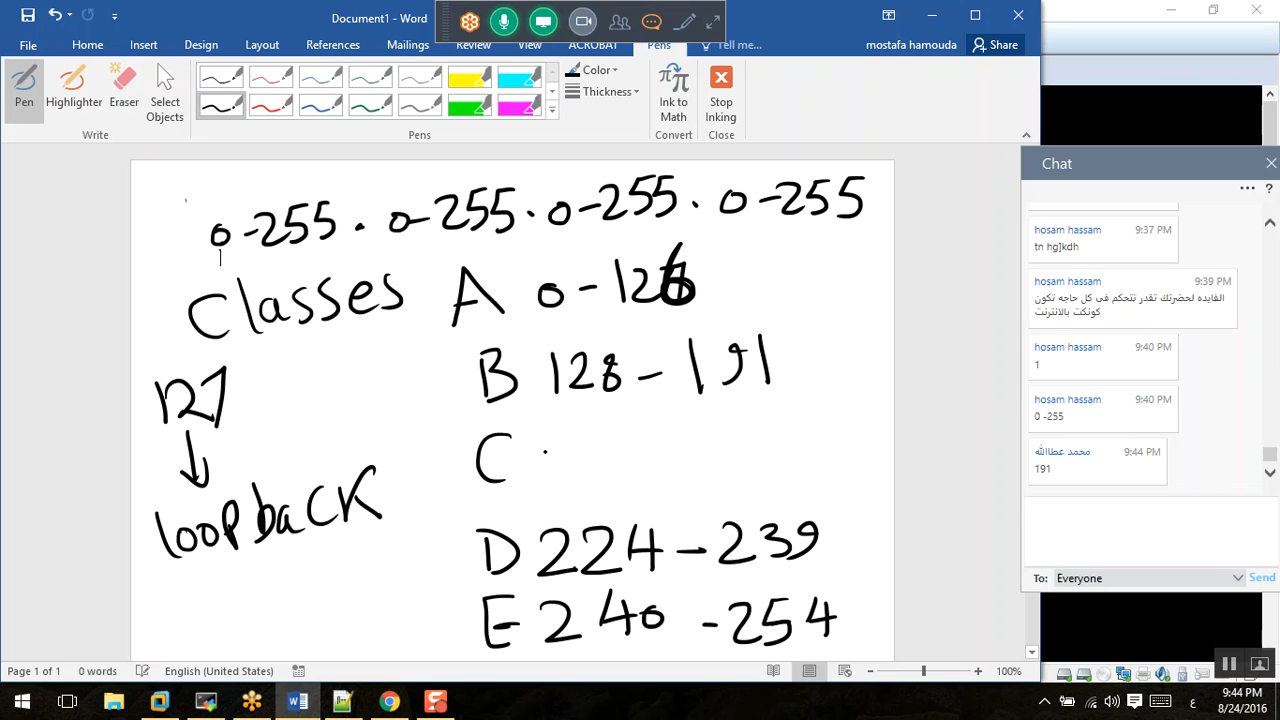 Document1 - Word
File Home Insert Design Layout References Mailings Review View ACROBAT Pens Tell me... mostafa hamouda Share
Pen Highlighter Eraser Select Objects
Color Thickness
Ink to Math Stop Inking
Write Pens Convert Close
0-255 . 0-255 . 0-255 . 0-255
Classes A 0-126
B 128 - 191
127
C
loopback
D 224 - 239
E 240 - 254
Chat
hosam hassam 9:37 PM
tn hg]kdh
hosam hassam 9:39 PM
الفايده لحضرتك تقدر تتحكم فى كل حاجه تكون
كونكت بالانترنت
hosam hassam 9:40 PM
1
hosam hassam 9:40 PM
0 -255
محمد عطاالله 9:44 PM
191
To: Everyone Send
Page 1 of 1 0 words English (United States) 100%
9:44 PM
8/24/2016